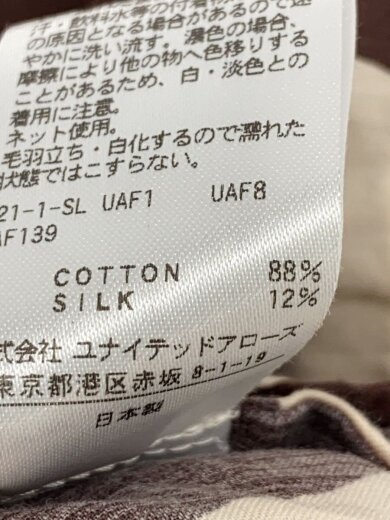 汗・飲料水等の付着物
の原因となる場合があるので速
やかに洗い流す。濃色の場合、
摩擦により他の物へ色移りする
ことがあるため、白・淡色との
着用に注意。
ネット使用。
毛羽立ち・白化するので濡れた
状態ではこすらない。
21-1-SL UAF1 UAF8
AF139
COTTON 88%
SILK 12%
式会社 ユナイテッドアローズ
東京都港区赤坂 8-1-19
日本製